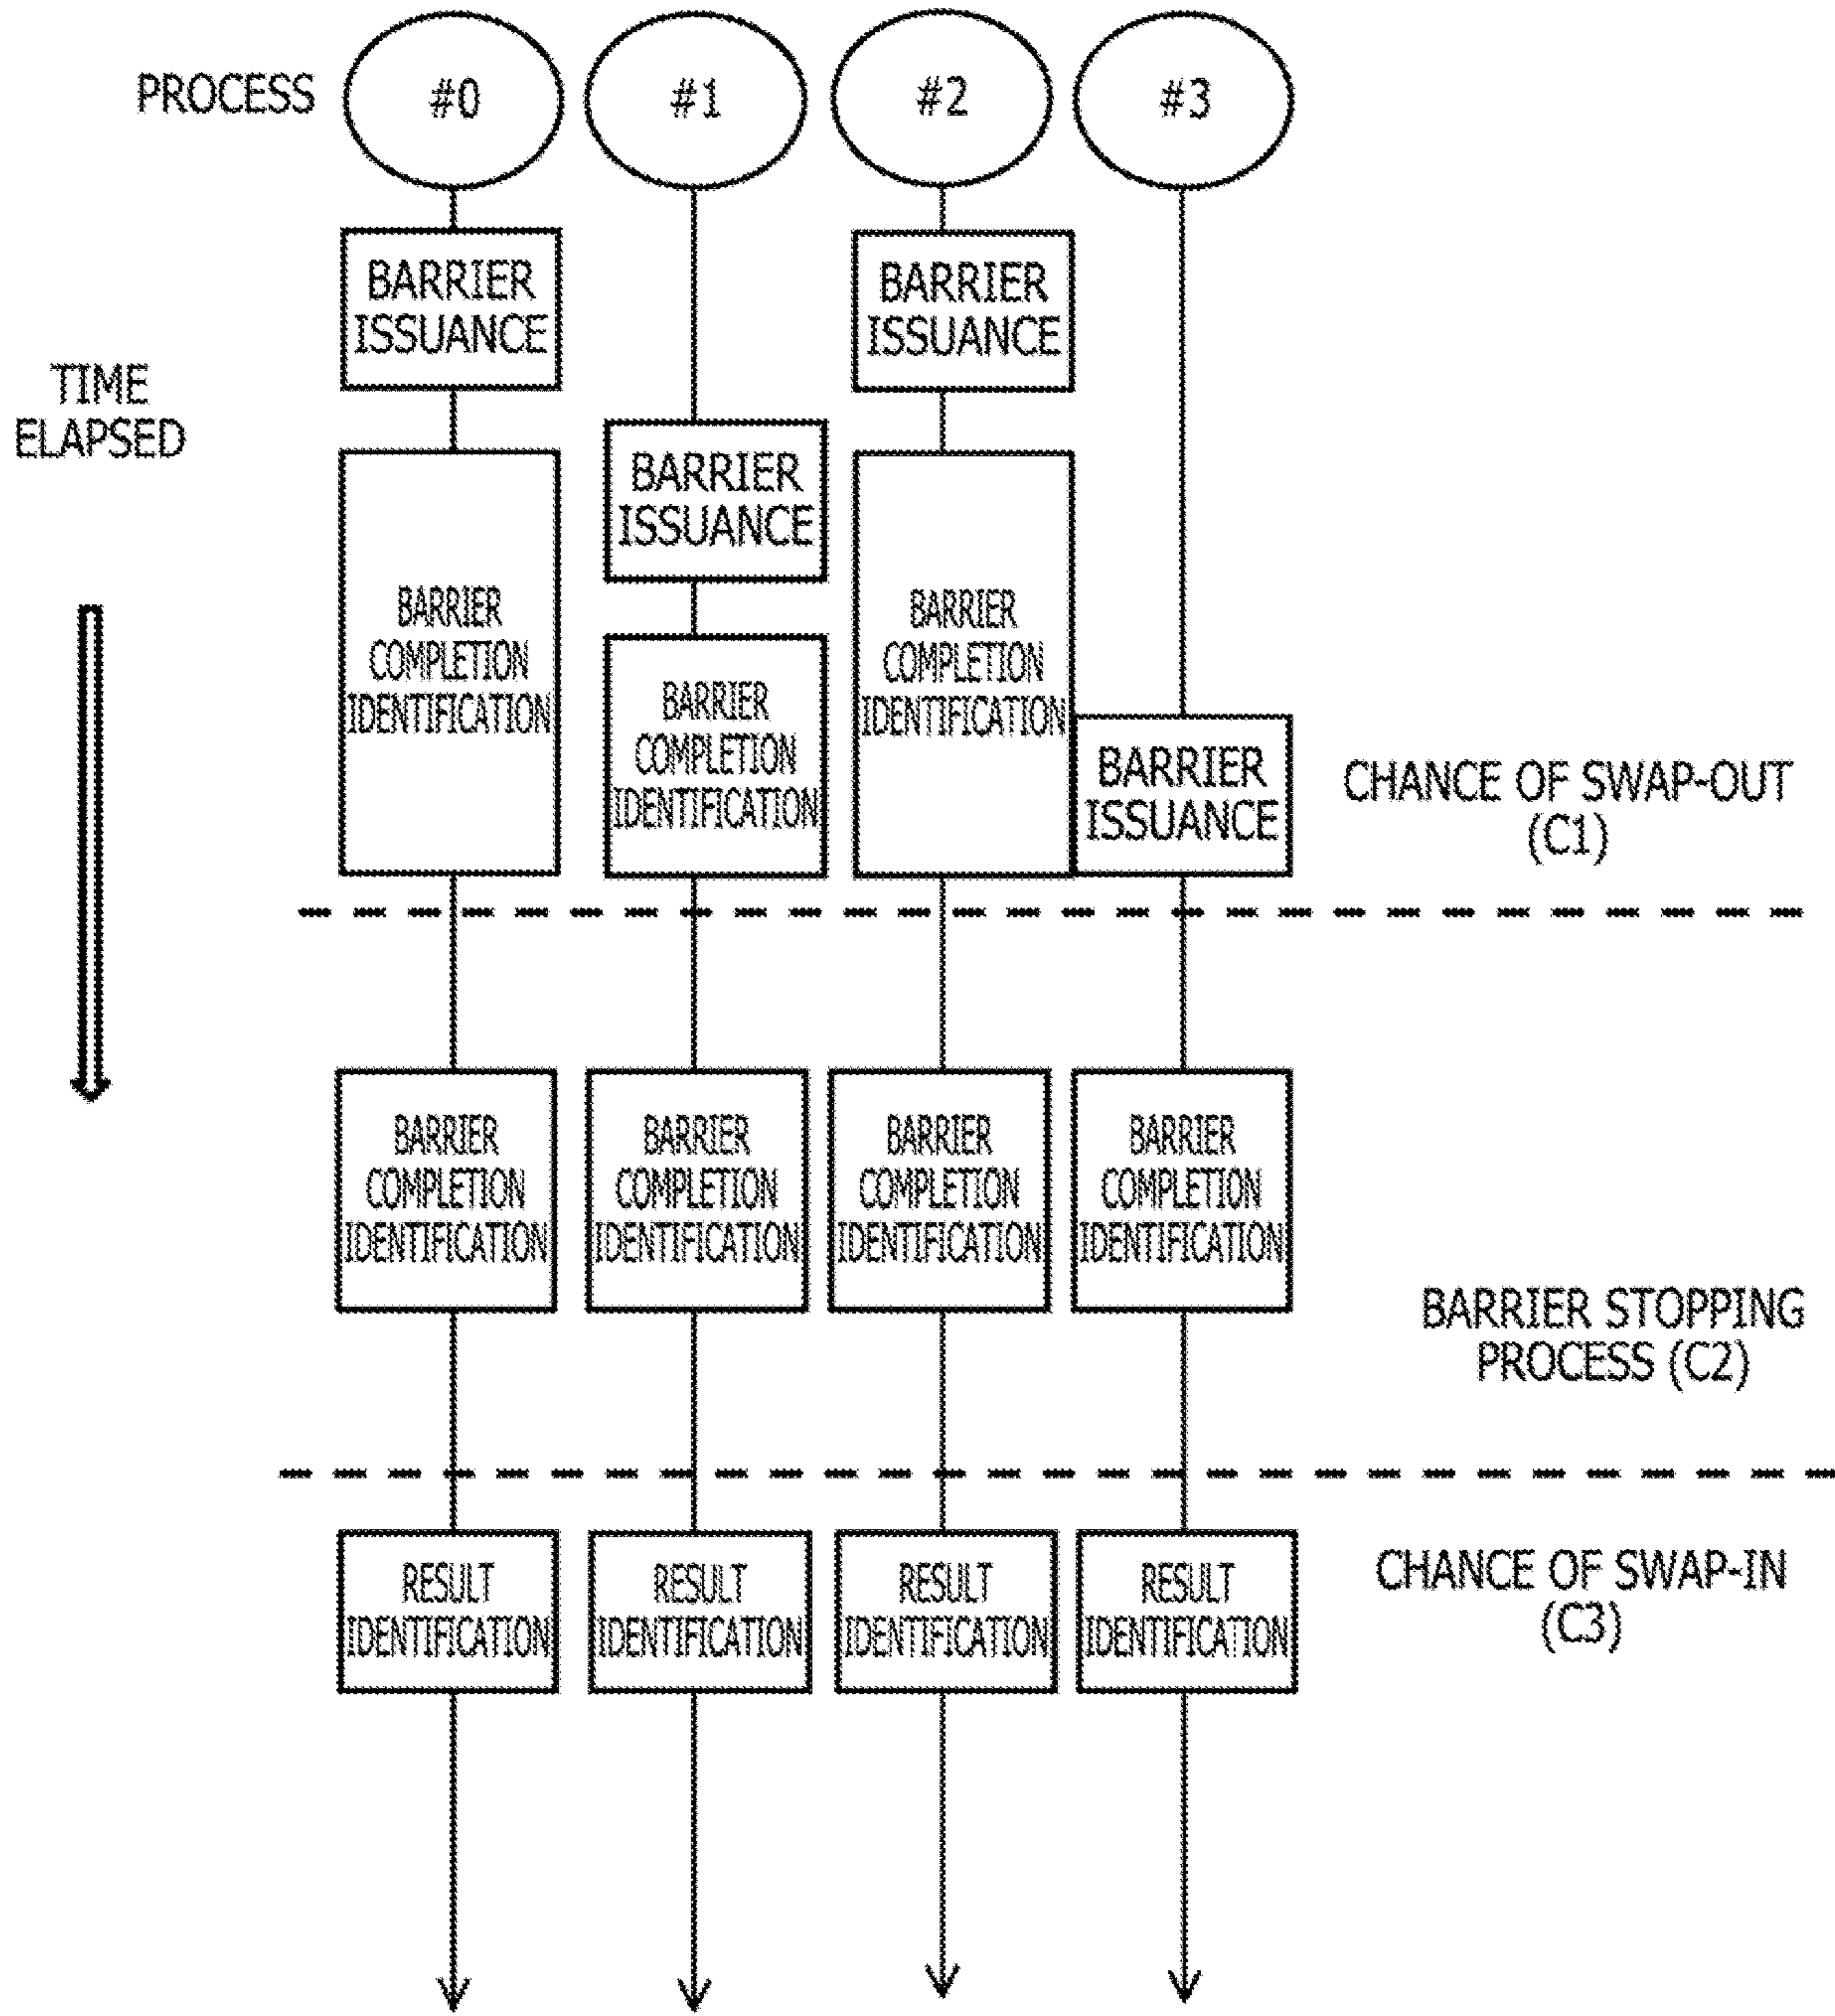 PROCESS
#0
#1
#2
#3
TIME
ELAPSED
BARRIER
ISSUANCE
BARRIER
ISSUANCE
BARRIER
ISSUANCE
BARRIER
COMPLETION
IDENTIFICATION
BARRIER
COMPLETION
IDENTIFICATION
BARRIER
COMPLETION
IDENTIFICATION
BARRIER
ISSUANCE
CHANCE OF SWAP-OUT
(C1)
BARRIER
COMPLETION
IDENTIFICATION
BARRIER
COMPLETION
IDENTIFICATION
BARRIER
COMPLETION
IDENTIFICATION
BARRIER
COMPLETION
IDENTIFICATION
BARRIER STOPPING
PROCESS (C2)
RESULT
IDENTIFICATION
RESULT
IDENTIFICATION
RESULT
IDENTIFICATION
RESULT
IDENTIFICATION
CHANCE OF SWAP-IN
(C3)